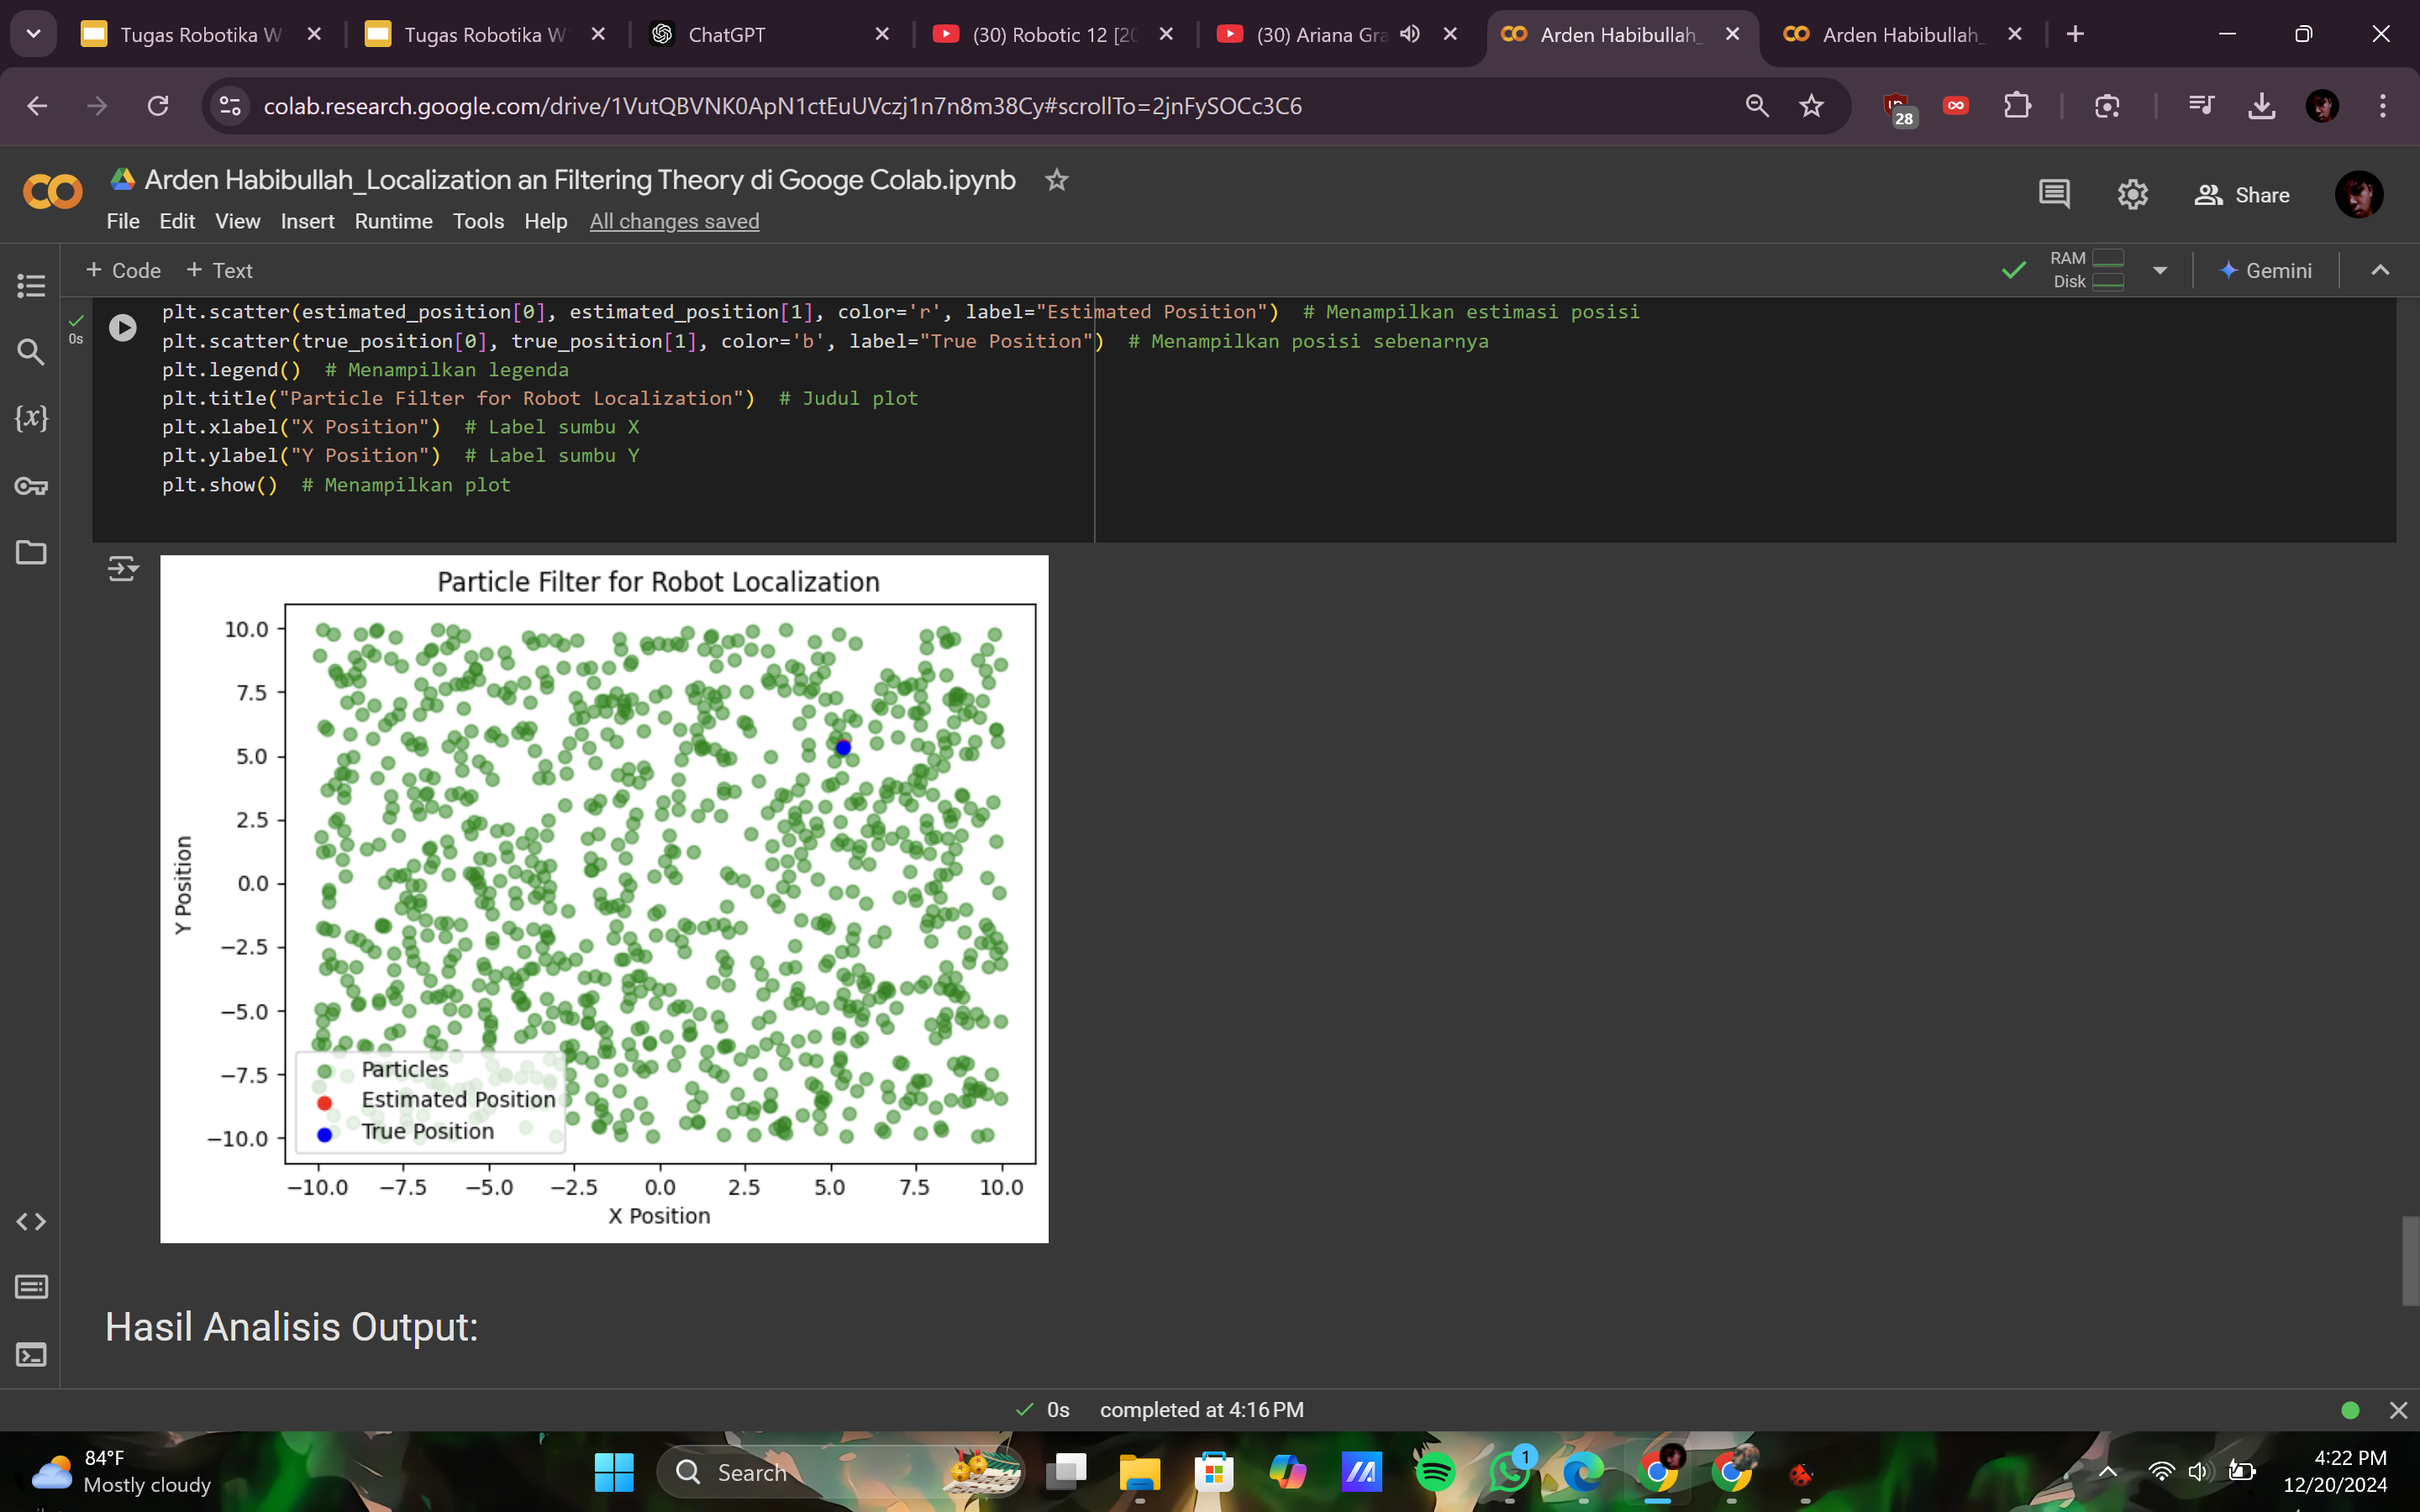 Tugas Robotika W
Tugas Robotika W
ChatGPT
(30) Robotic 12 [20
(30) Ariana Gra
Arden Habibullah_
Arden Habibullah_
colab.research.google.com/drive/1VutQBVNK0ApN1ctEuUVczj1n7n8m38Cy#scrollTo=2jnFySOCc3C6
28
Arden Habibullah_Localization an Filtering Theory di Googe Colab.ipynb
Share
File Edit View Insert Runtime Tools Help All changes saved
+ Code + Text
RAM
Disk
Gemini
0s
plt.scatter(estimated_position[0], estimated_position[1], color='r', label="Estimated Position")  # Menampilkan estimasi posisi
plt.scatter(true_position[0], true_position[1], color='b', label="True Position")  # Menampilkan posisi sebenarnya
plt.legend()  # Menampilkan legenda
plt.title("Particle Filter for Robot Localization")  # Judul plot
plt.xlabel("X Position")  # Label sumbu X
plt.ylabel("Y Position")  # Label sumbu Y
plt.show()  # Menampilkan plot
{x}
Particle Filter for Robot Localization
10.0
7.5
5.0
2.5
0.0
−2.5
−5.0
−7.5
−10.0
Y Position
Particles
Estimated Position
True Position
−10.0 −7.5 −5.0 −2.5 0.0 2.5 5.0 7.5 10.0
X Position
Hasil Analisis Output:
0s completed at 4:16 PM
84°F
Mostly cloudy
Search
1
4:22 PM
12/20/2024